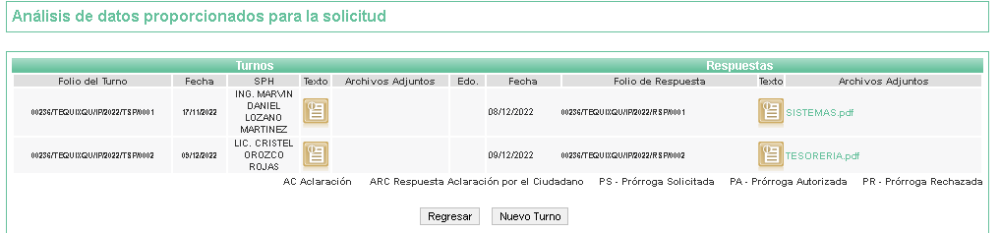 Análisis de datos proporcionados para la solicitud
Turnos Respuestas
Folio del Turno Fecha SPH Texto Archivos Adjuntos Edo. Fecha Folio de Respuesta Texto Archivos Adjuntos
00236/TEQUIXQU/IP/2022/TSP/0001 17/11/2022 ING. MARVIN DANIEL LOZANO MARTINEZ 08/12/2022 00236/TEQUIXQU/IP/2022/RSP/0001 SISTEMAS.pdf
00236/TEQUIXQU/IP/2022/TSP/0002 09/12/2022 LIC. CRISTEL OROZCO ROJAS 09/12/2022 00236/TEQUIXQU/IP/2022/RSP/0002 TESORERIA.pdf
AC Aclaración ARC Respuesta Aclaración por el Ciudadano PS - Prórroga Solicitada PA - Prórroga Autorizada PR - Prórroga Rechazada
Regresar Nuevo Turno